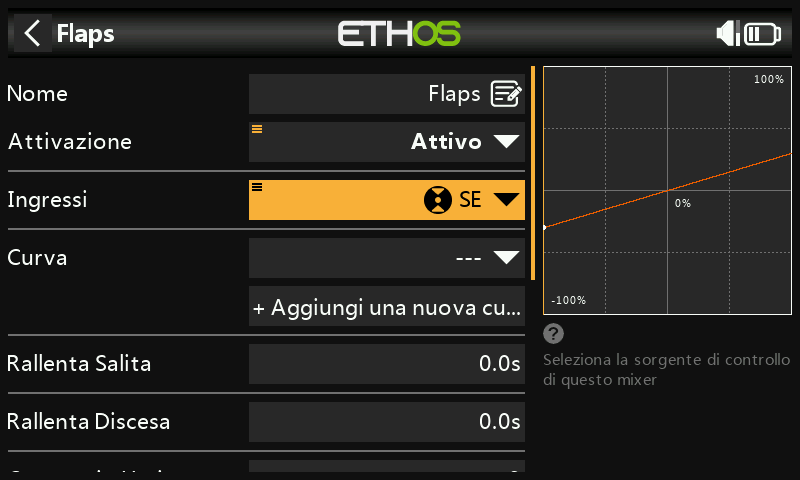 Flaps
ETHOS
Nome
Flaps
Attivazione
Attivo
Ingressi
SE
Curva
---
+ Aggiungi una nuova cu...
Rallenta Salita
0.0s
Rallenta Discesa
0.0s
100%
0%
-100%
?
Seleziona la sorgente di controllo
di questo mixer